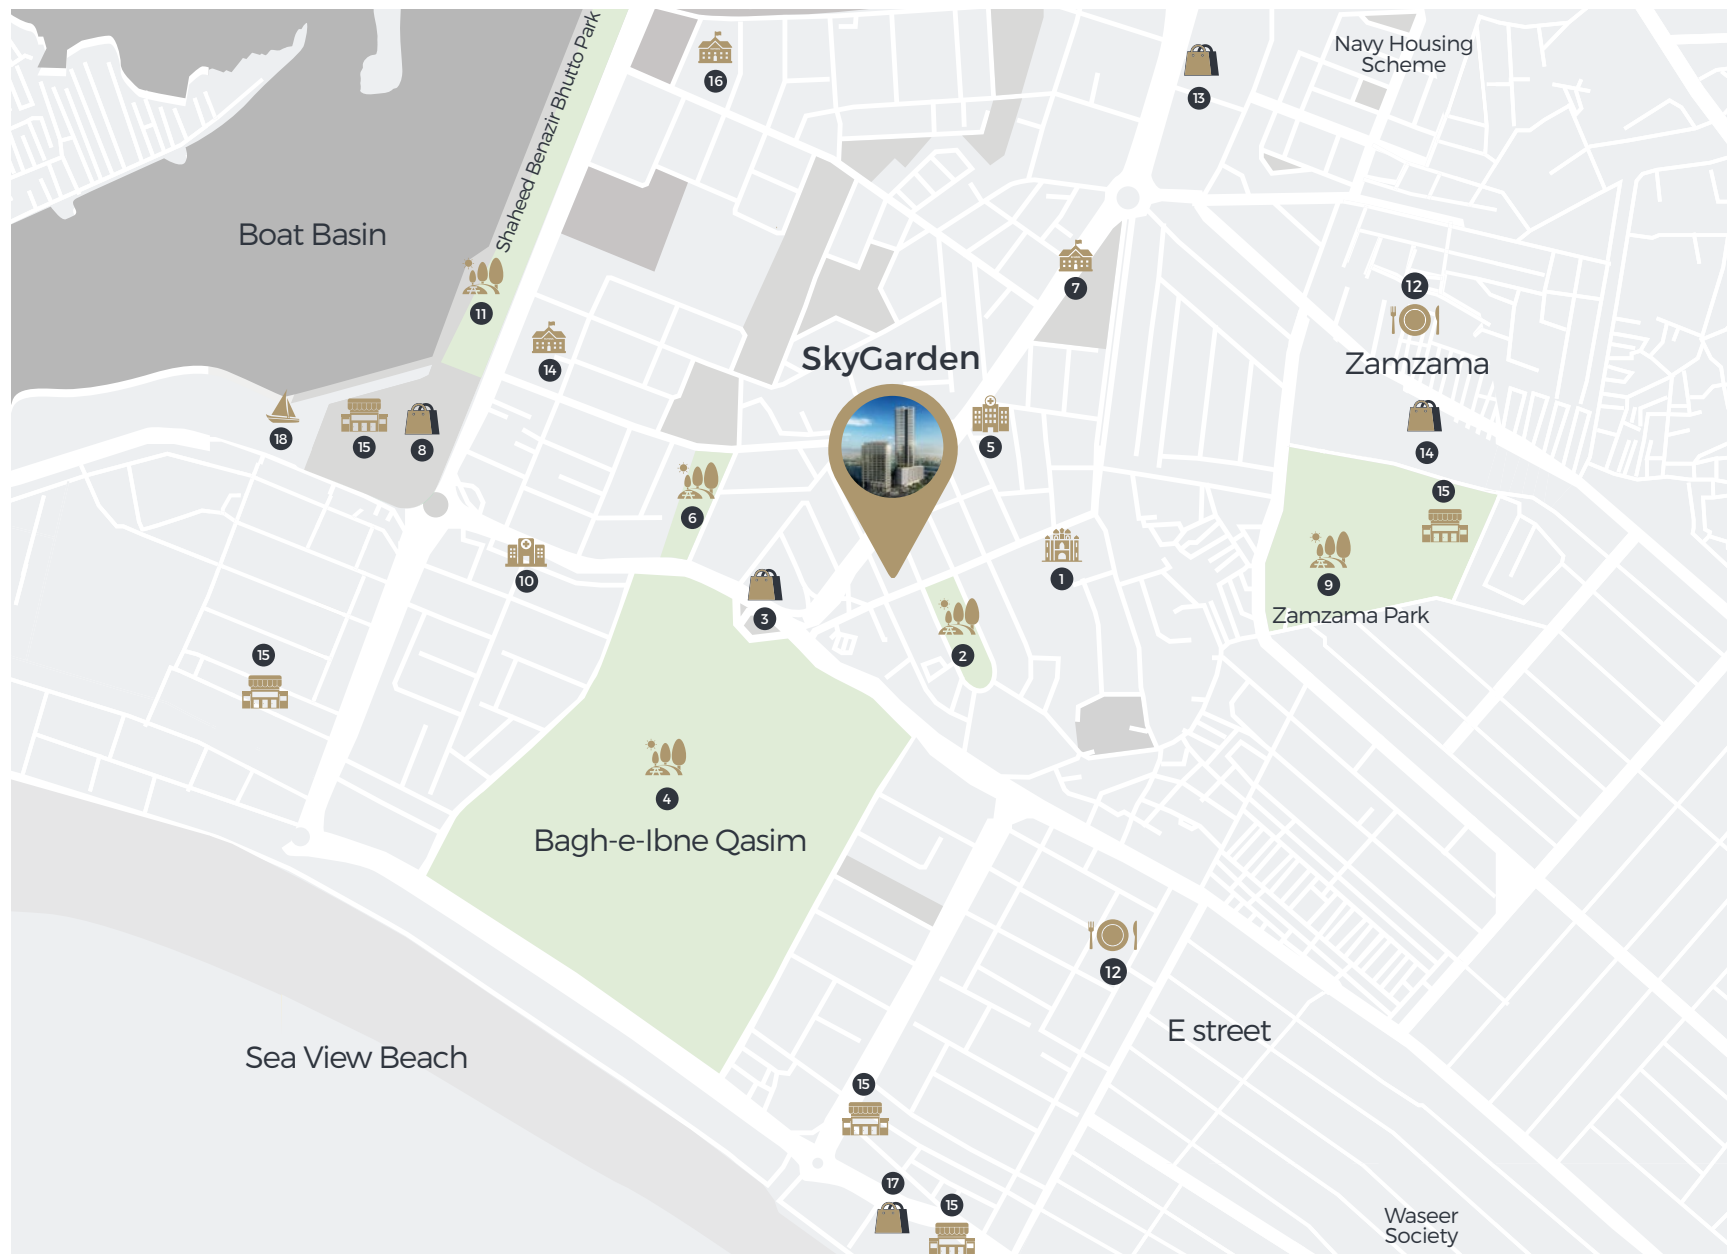 Shaheed Benazir Bhutto Park
16
13
Navy Housing
Scheme
Boat Basin
11
7
12
14
SkyGarden
Zamzama
18
15
8
5
14
15
6
10
1
9
3
Zamzama Park
2
15
4
Bagh-e-Ibne Qasim
12
E street
Sea View Beach
15
17
15
Waseer
Society